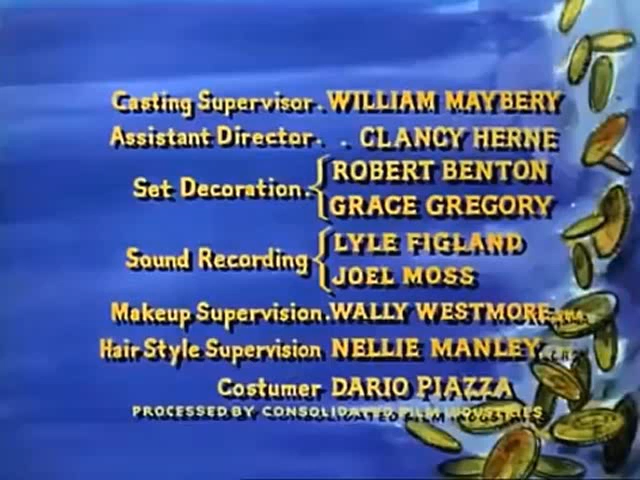 Casting Supervisor. WILLIAM MAYBERY
Assistant Director. . CLANCY HERNE
Set Decoration. { ROBERT BENTON
GRACE GREGORY
Sound Recording { LYLE FIGLAND
JOEL MOSS
Makeup Supervision. WALLY WESTMORE
Hair Style Supervision NELLIE MANLEY
Costumer DARIO PIAZZA
PROCESSED BY CONSOLIDATED FILM INDUSTRIES